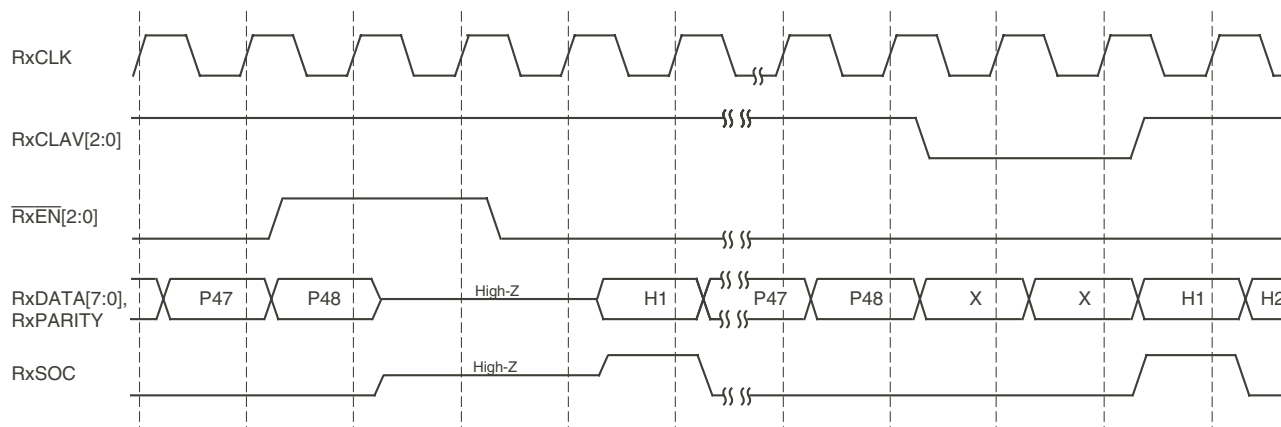 RxCLK
RxCLAV[2:0]
RxEN[2:0]
RxDATA[7:0],
RxPARITY
P47 P48 High-Z H1 P47 P48 X X H1 H2
RxSOC
High-Z